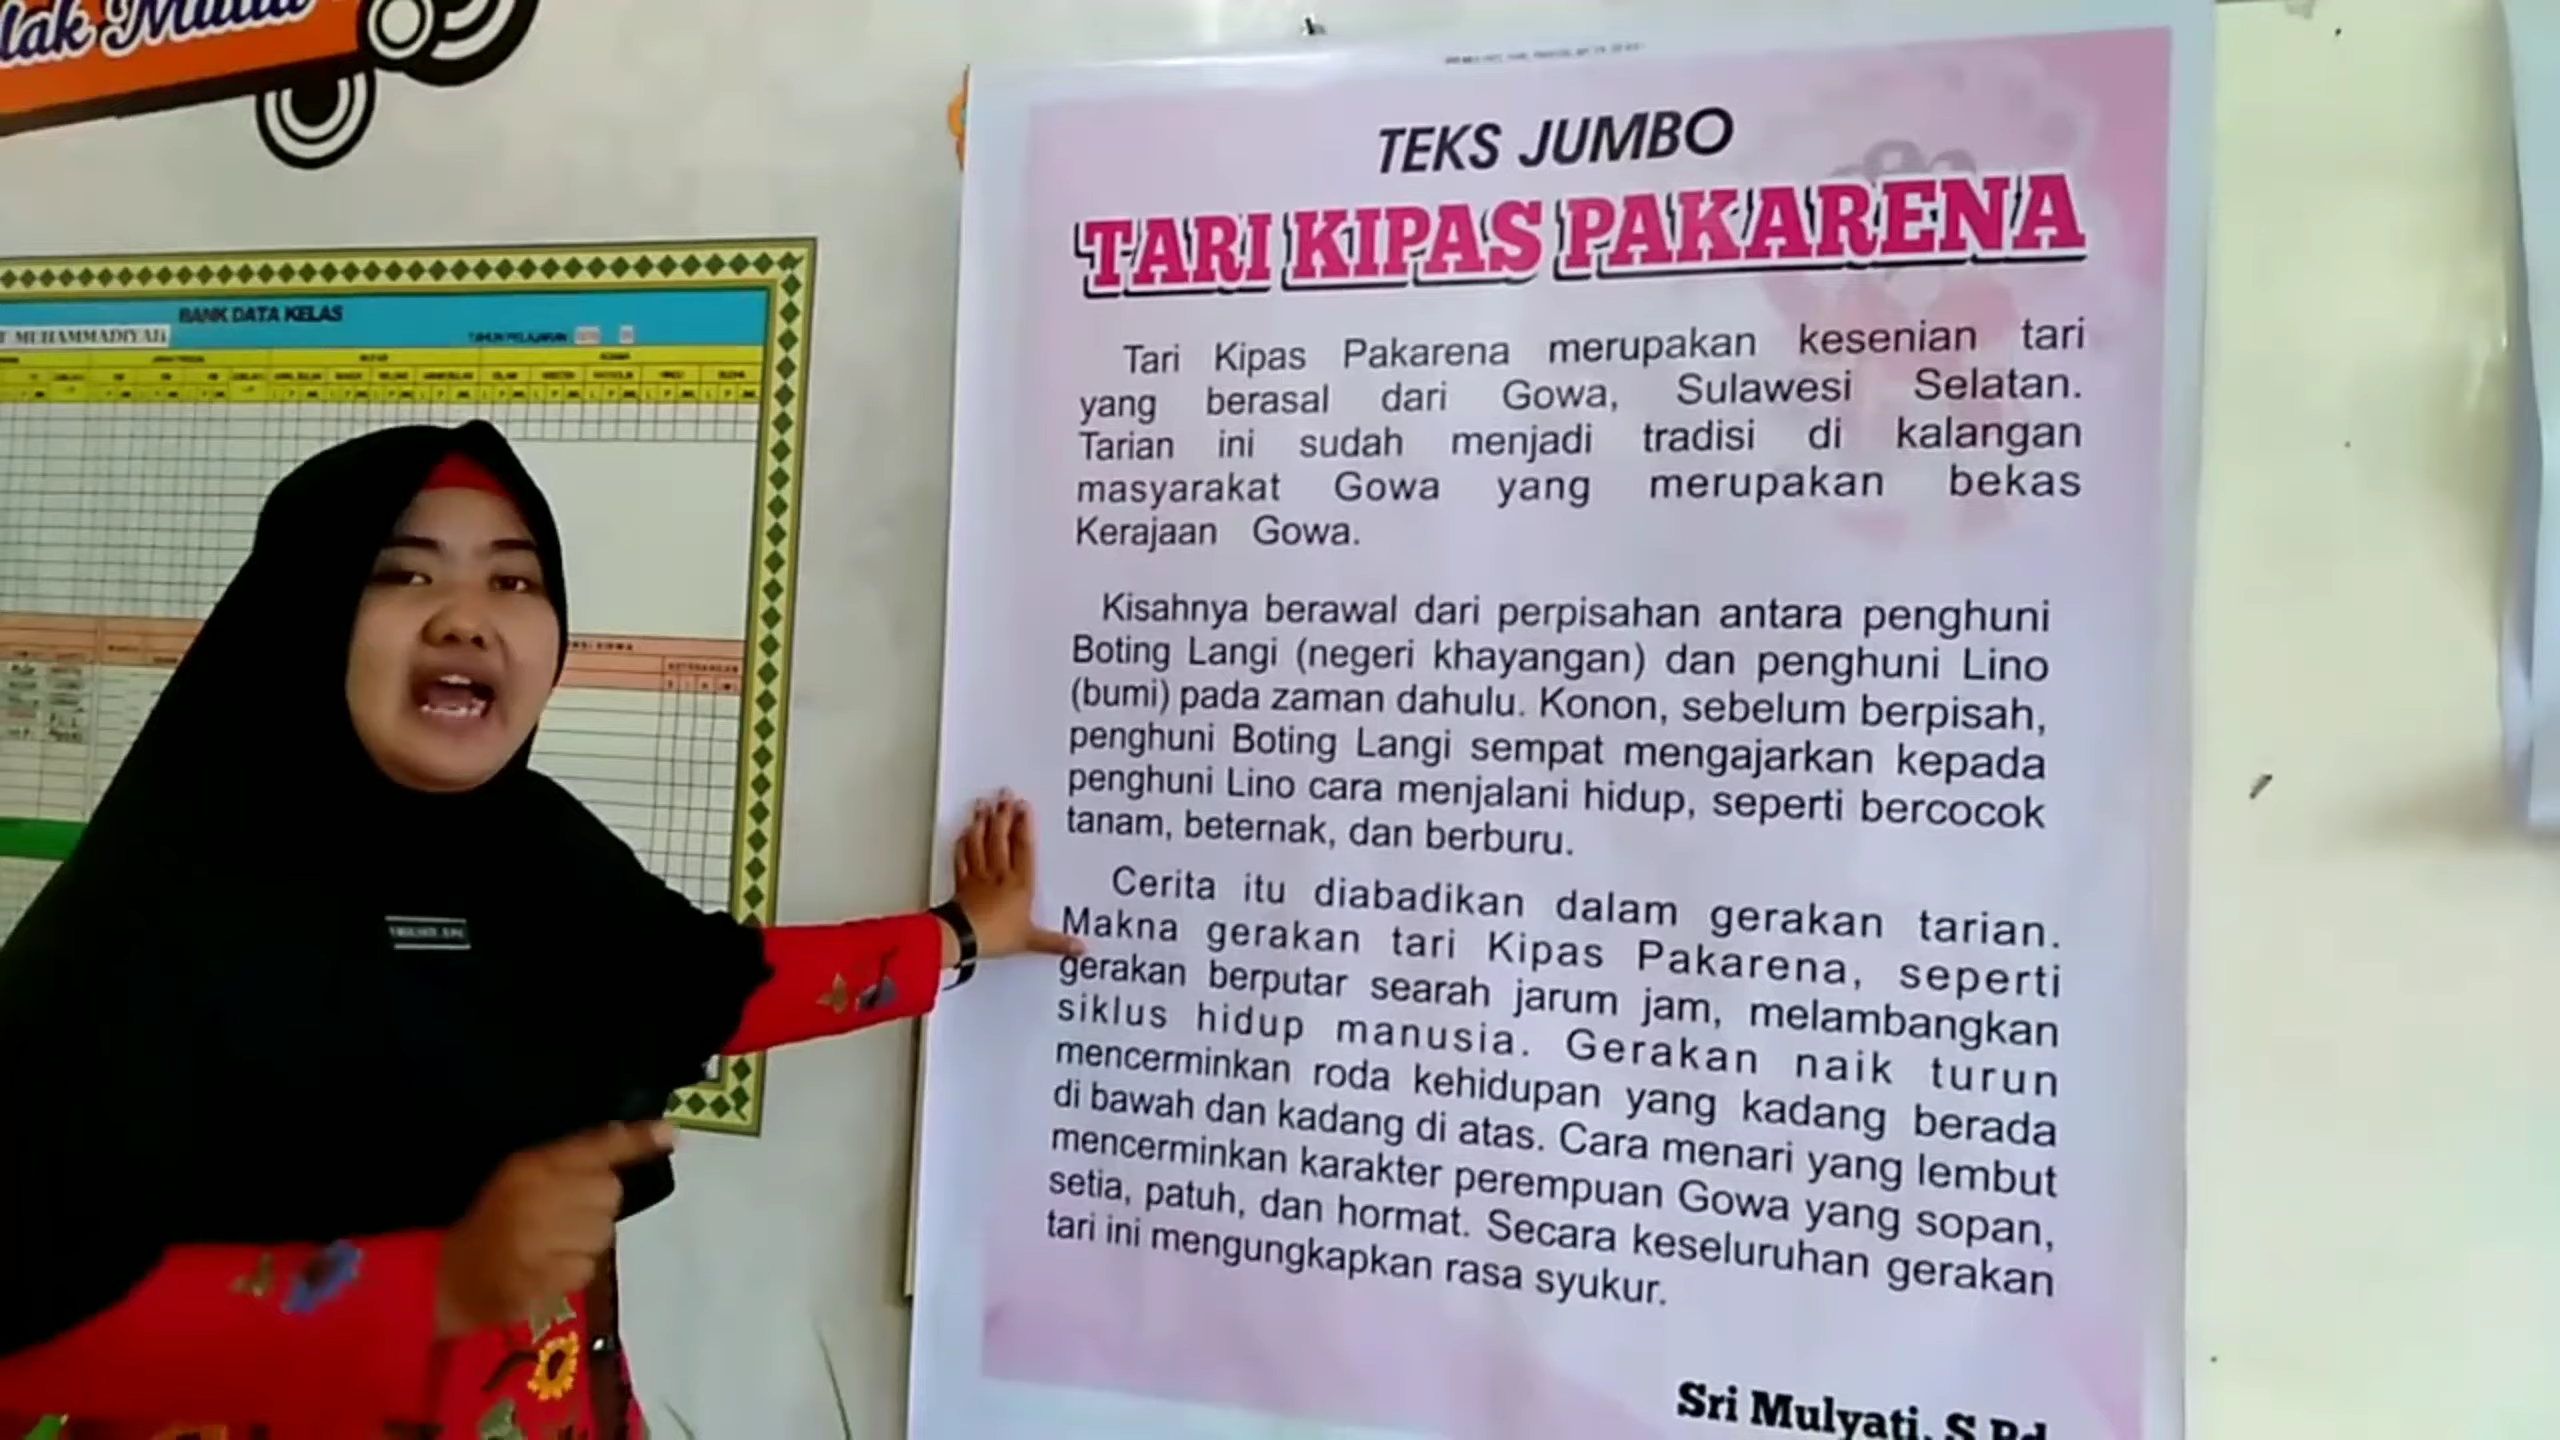 TEKS JUMBO
TARI KIPAS PAKARENA
Tari Kipas Pakarena merupakan kesenian tari
yang berasal dari Gowa, Sulawesi Selatan.
Tarian ini sudah menjadi tradisi di kalangan
masyarakat Gowa yang merupakan bekas
Kerajaan Gowa.
Kisahnya berawal dari perpisahan antara penghuni
Boting Langi (negeri khayangan) dan penghuni Lino
(bumi) pada zaman dahulu. Konon, sebelum berpisah,
penghuni Boting Langi sempat mengajarkan kepada
penghuni Lino cara menjalani hidup, seperti bercocok
tanam, beternak, dan berburu.
Cerita itu diabadikan dalam gerakan tarian.
Makna gerakan tari Kipas Pakarena, seperti
gerakan berputar searah jarum jam, melambangkan
siklus hidup manusia. Gerakan naik turun
mencerminkan roda kehidupan yang kadang berada
di bawah dan kadang di atas. Cara menari yang lembut
mencerminkan karakter perempuan Gowa yang sopan,
setia, patuh, dan hormat. Secara keseluruhan gerakan
tari ini mengungkapkan rasa syukur.
Sri Mulyati, S.Pd
BANK DATA KELAS
MUHAMMADIYAH
TAHUN PELAJARAN